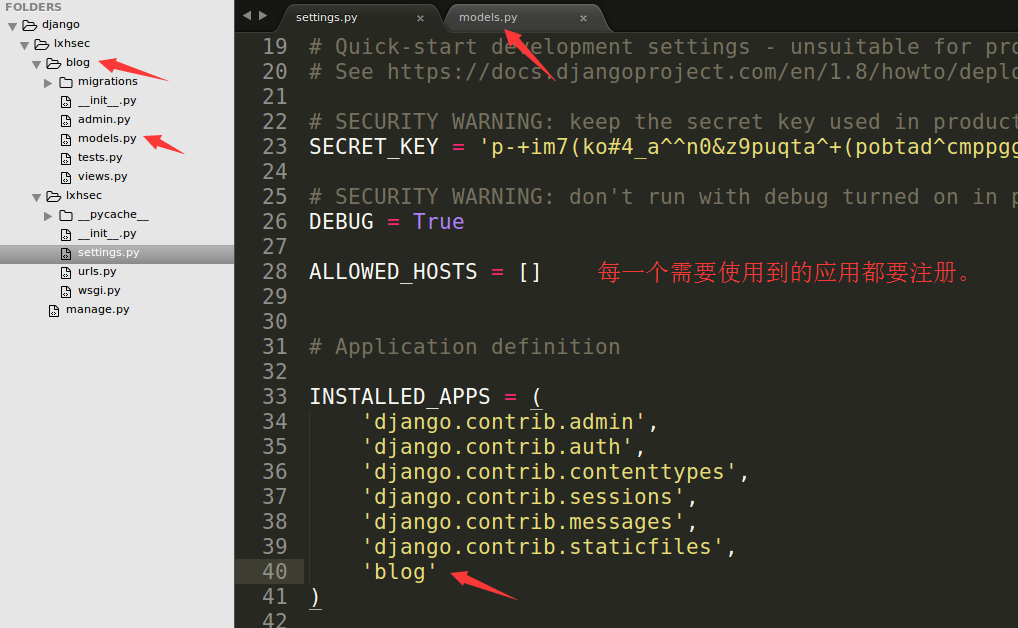 FOLDERS
django
lxhsec
blog
migrations
__init__.py
admin.py
models.py
tests.py
views.py
lxhsec
__pycache__
__init__.py
settings.py
urls.py
wsgi.py
manage.py
settings.py × models.py ×
19 # Quick-start development settings - unsuitable for pro
20 # See https://docs.djangoproject.com/en/1.8/howto/deplo
21
22 # SECURITY WARNING: keep the secret key used in product
23 SECRET_KEY = 'p-+im7(ko#4_a^^n0&z9puqta^+(pobtad^cmppgg
24
25 # SECURITY WARNING: don't run with debug turned on in p
26 DEBUG = True
27
28 ALLOWED_HOSTS = [] 每一个需要使用到的应用都要注册。
29
30
31 # Application definition
32
33 INSTALLED_APPS = (
34 'django.contrib.admin',
35 'django.contrib.auth',
36 'django.contrib.contenttypes',
37 'django.contrib.sessions',
38 'django.contrib.messages',
39 'django.contrib.staticfiles',
40 'blog'
41 )
42